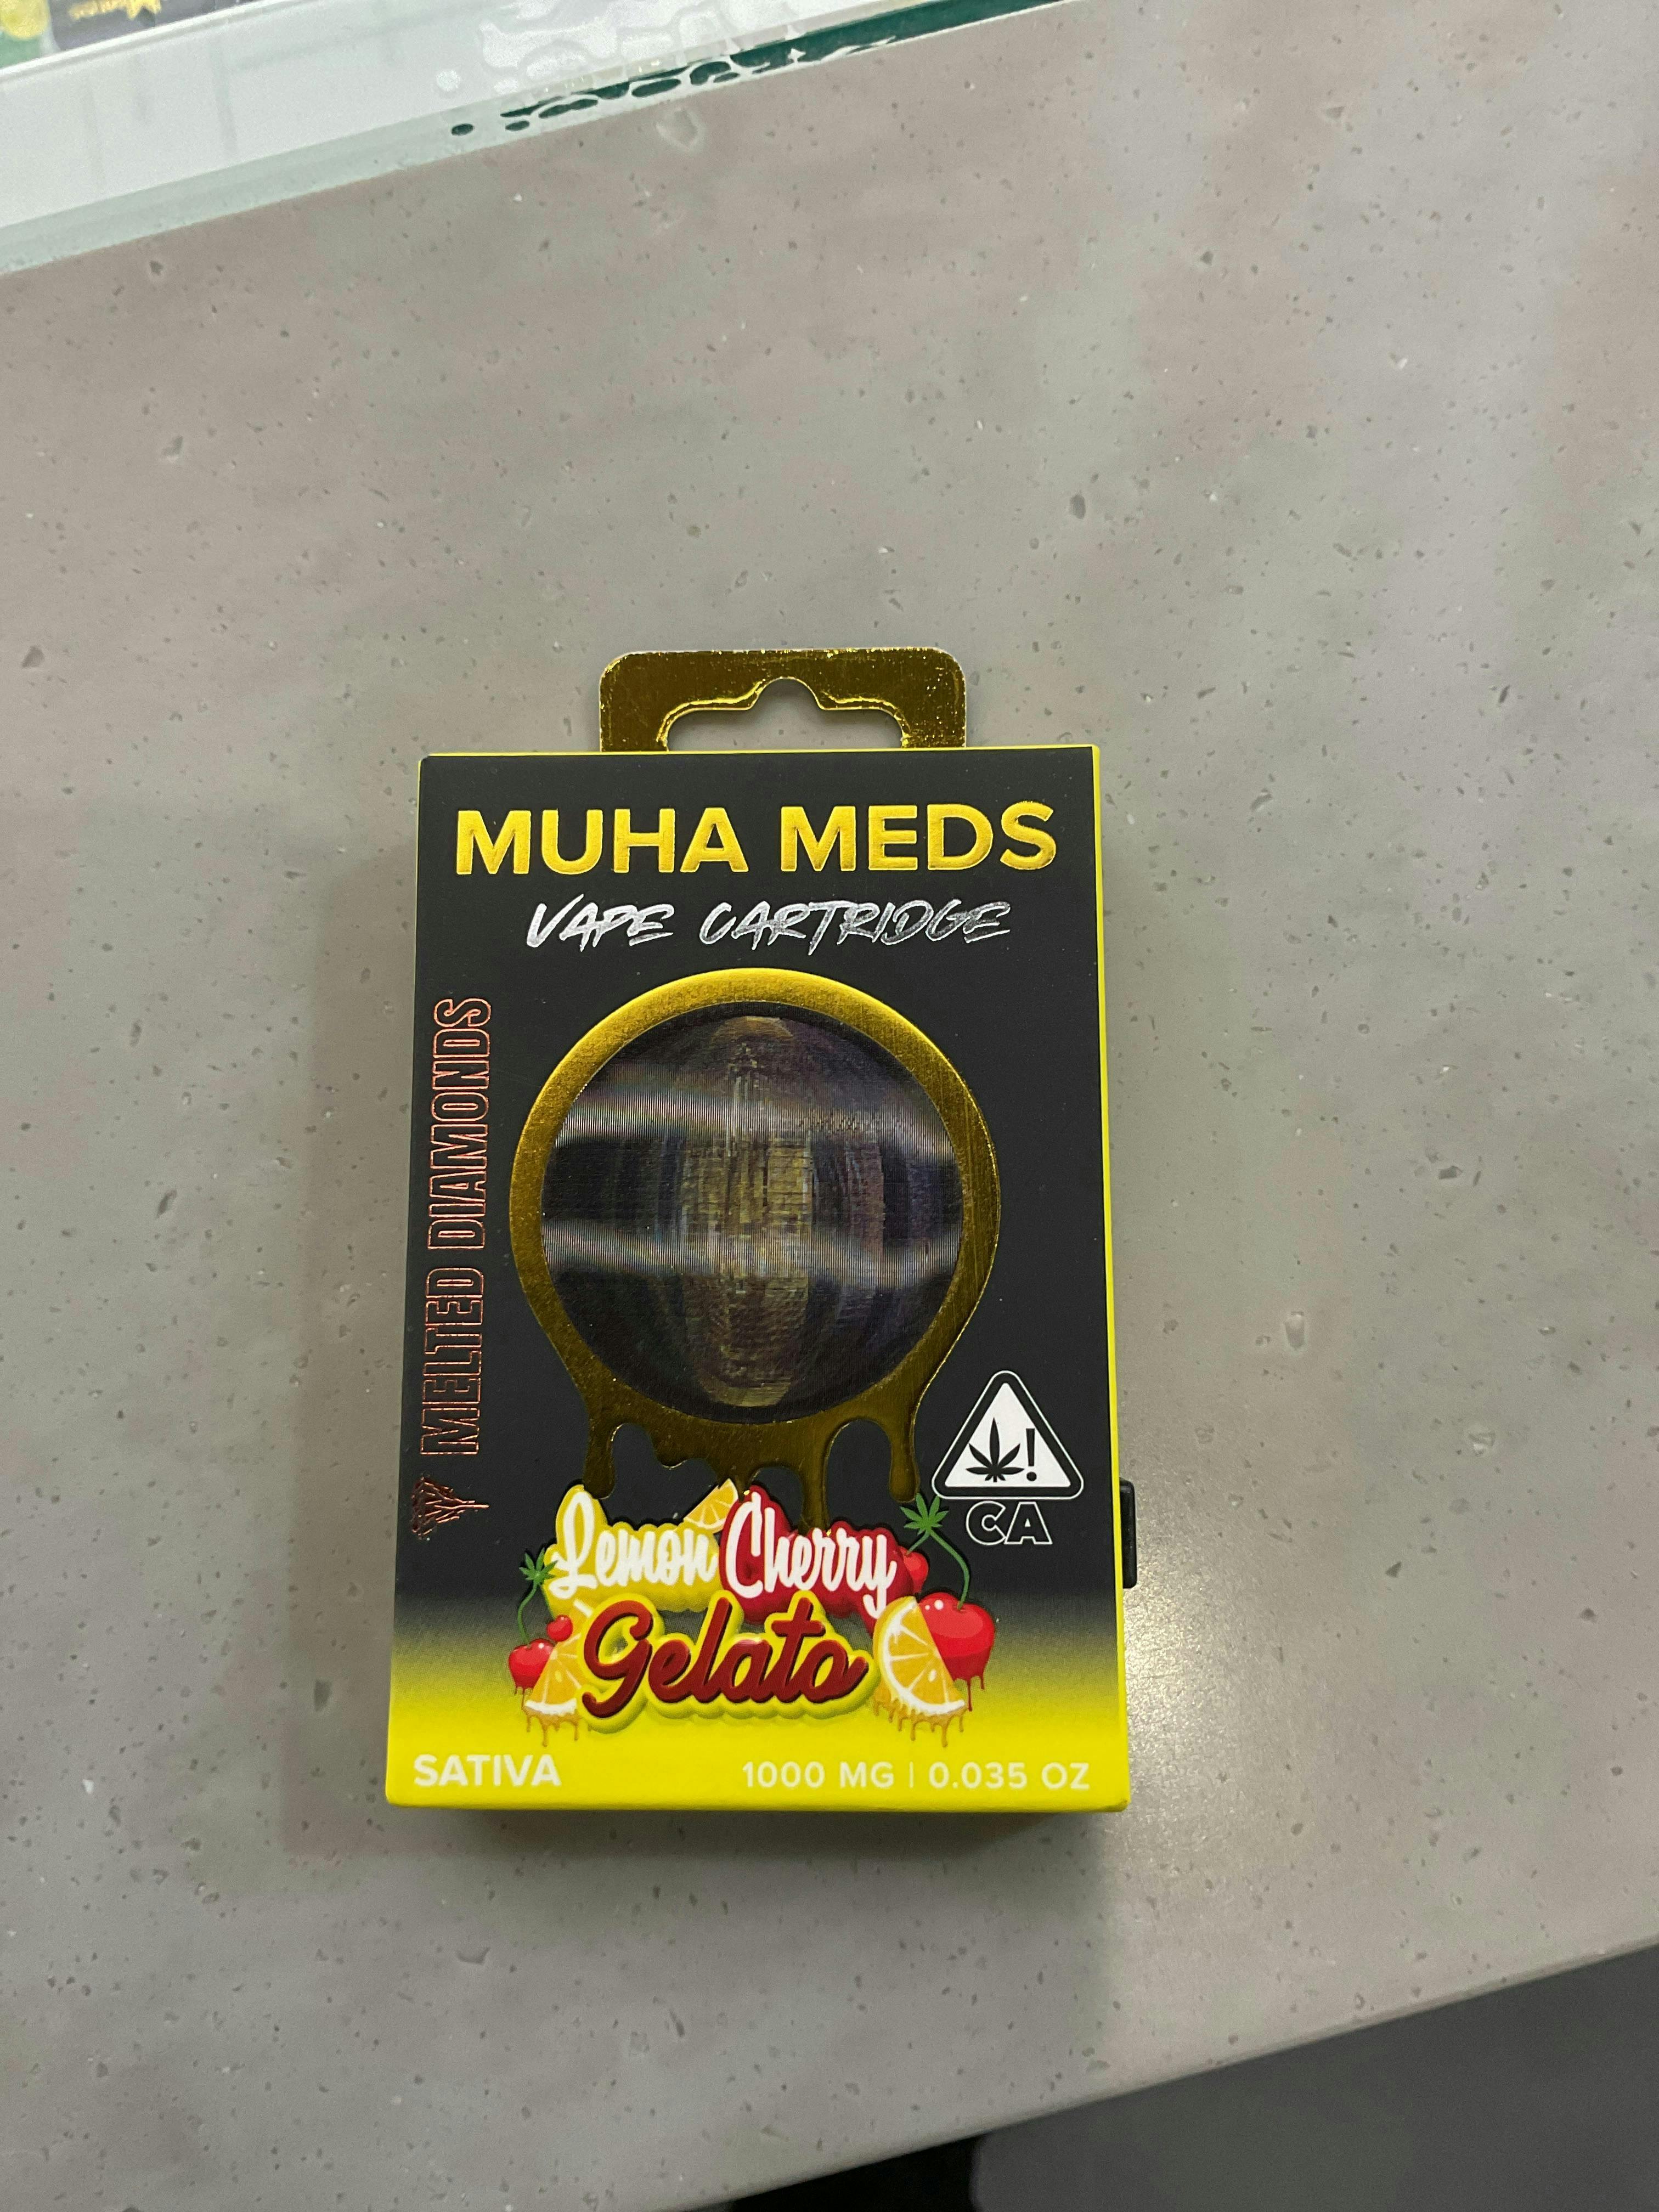 MUHA MEDS
VAPE CARTRIDGE
MELTED DIAMONDS
CA
Lemon Cherry
Gelato
SATIVA
1000 MG | 0.035 OZ